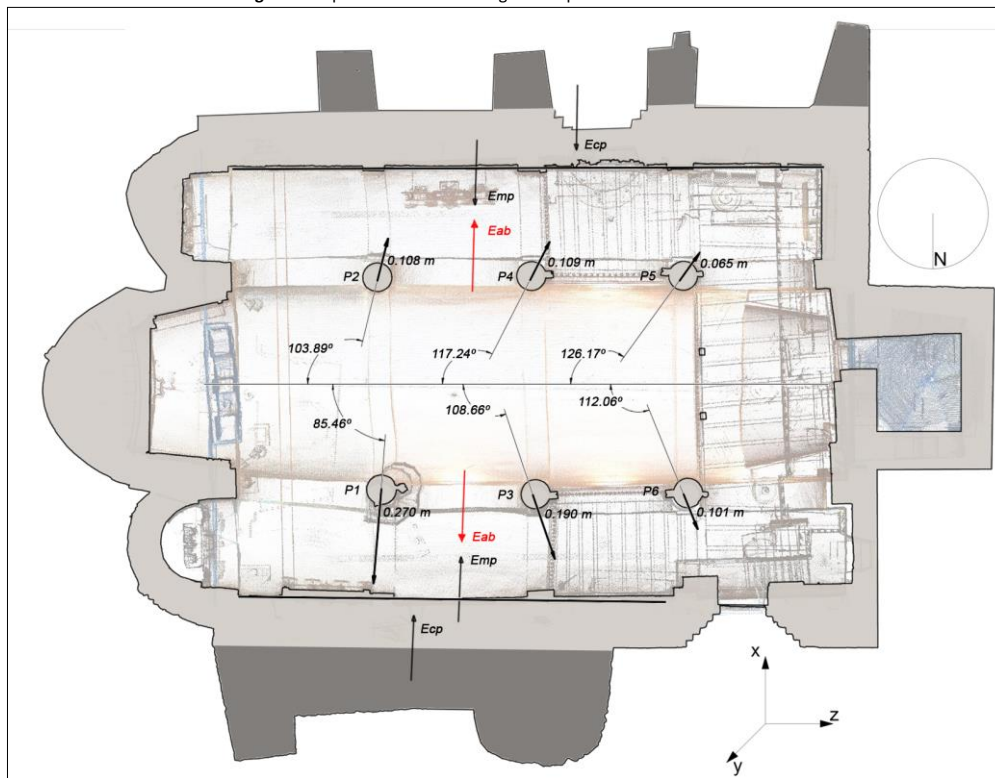 Ecp
Emp
Eab
N
P2
0.108 m
P4
0.109 m
P5
0.065 m
103.89º
117.24º
126.17º
85.46º
108.66º
112.06º
P1
0.270 m
P3
0.190 m
P6
0.101 m
Eab
Emp
Ecp
x
z
y